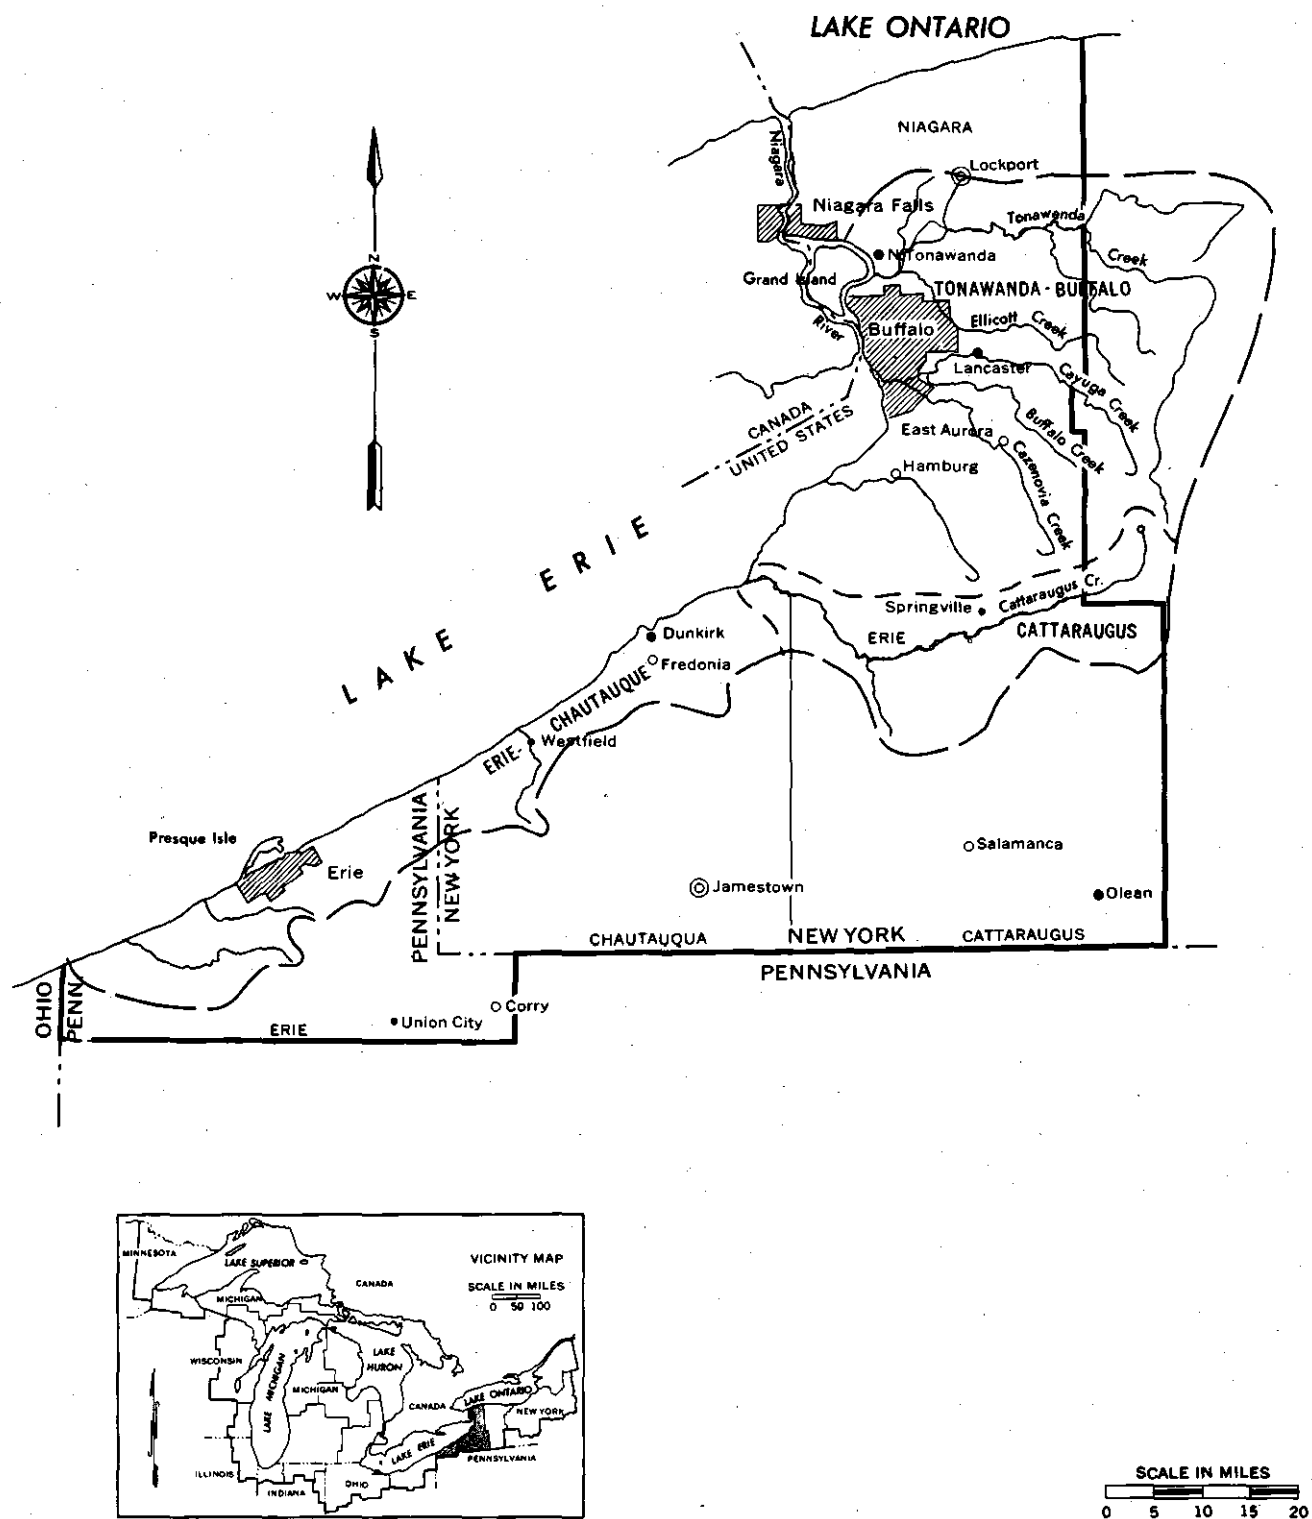 LAKE ONTARIO
NIAGARA
Niagara
Lockport
Niagara Falls
Tonawanda
Creek
N.Tonawanda
Grand Island
TONAWANDA - BUFFALO
River
Buffalo
Ellicott Creek
Lancaster
Cayuga Creek
CANADA
UNITED STATES
East Aurora
Buffalo Creek
Hamburg
Cazenovia Creek
N
W
E
S
LAKE ERIE
Springville
Cattaraugus Cr.
ERIE
CATTARAUGUS
Dunkirk
Fredonia
ERIE-CHAUTAUQUE
Westfield
PENNSYLVANIA
NEW YORK
Presque Isle
Erie
Salamanca
Jamestown
Olean
CHAUTAUQUA
NEW YORK
CATTARAUGUS
PENNSYLVANIA
OHIO
PENN
Corry
Union City
ERIE
MINNESOTA
LAKE SUPERIOR
VICINITY MAP
CANADA
SCALE IN MILES
0 50 100
MICHIGAN
WISCONSIN
LAKE MICHIGAN
LAKE
HURON
MICHIGAN
CANADA
LAKE ONTARIO
NEW YORK
LAKE ERIE
PENNSYLVANIA
ILLINOIS
INDIANA
OHIO
SCALE IN MILES
0 5 10 15 20